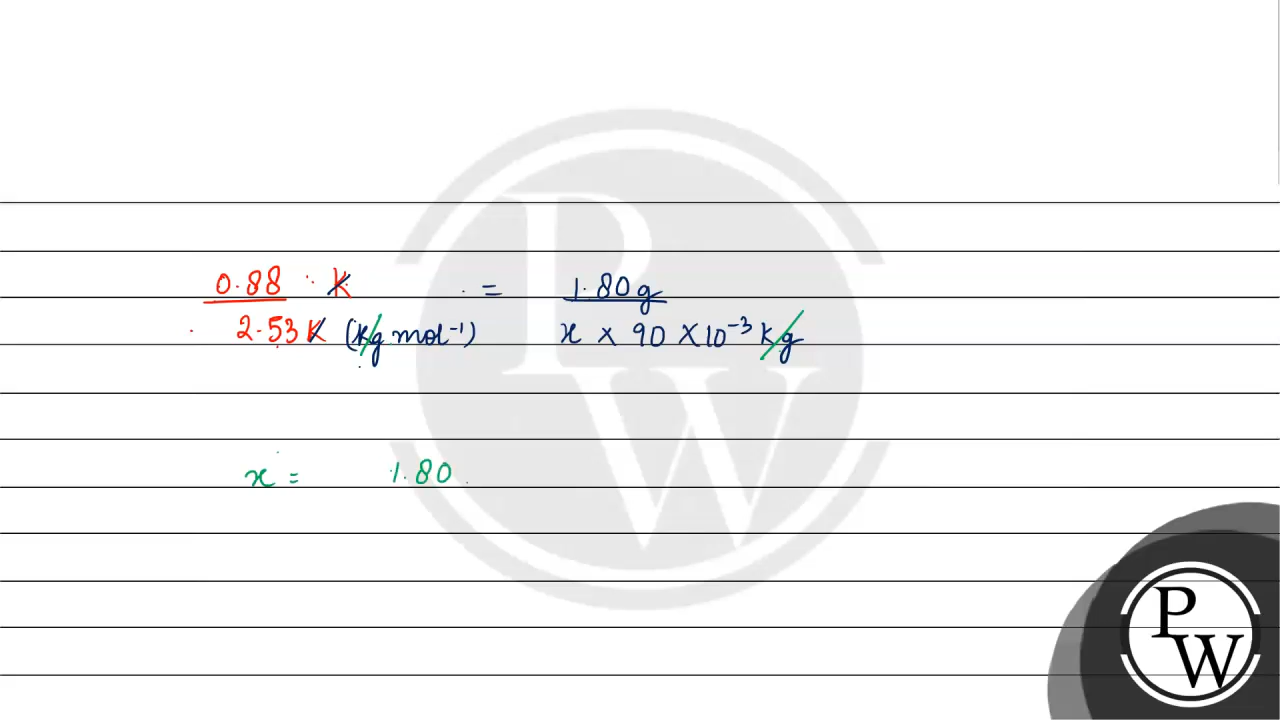 0.88 K = 1.80 g
2.53 K (kg mol⁻¹) x × 90 × 10⁻³ kg
x = 1.80
P
W
P
W